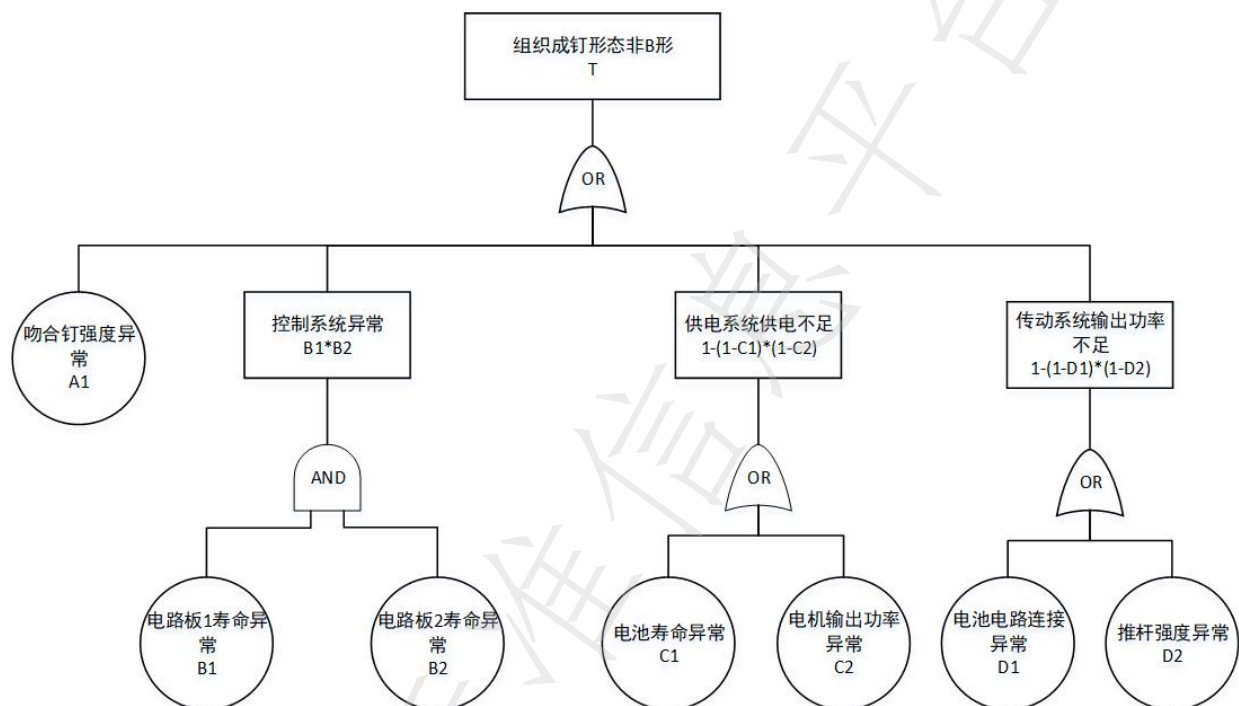 组织成钉形态非B形
T
OR
吻合钉强度异
常
A1
控制系统异常
B1*B2
供电系统供电不足
1-(1-C1)*(1-C2)
传动系统输出功率
不足
1-(1-D1)*(1-D2)
AND
OR
OR
电路板1寿命异
常
B1
电路板2寿命异
常
B2
电池寿命异常
C1
电机输出功率
异常
C2
电池电路连接
异常
D1
推杆强度异常
D2
准信息平台